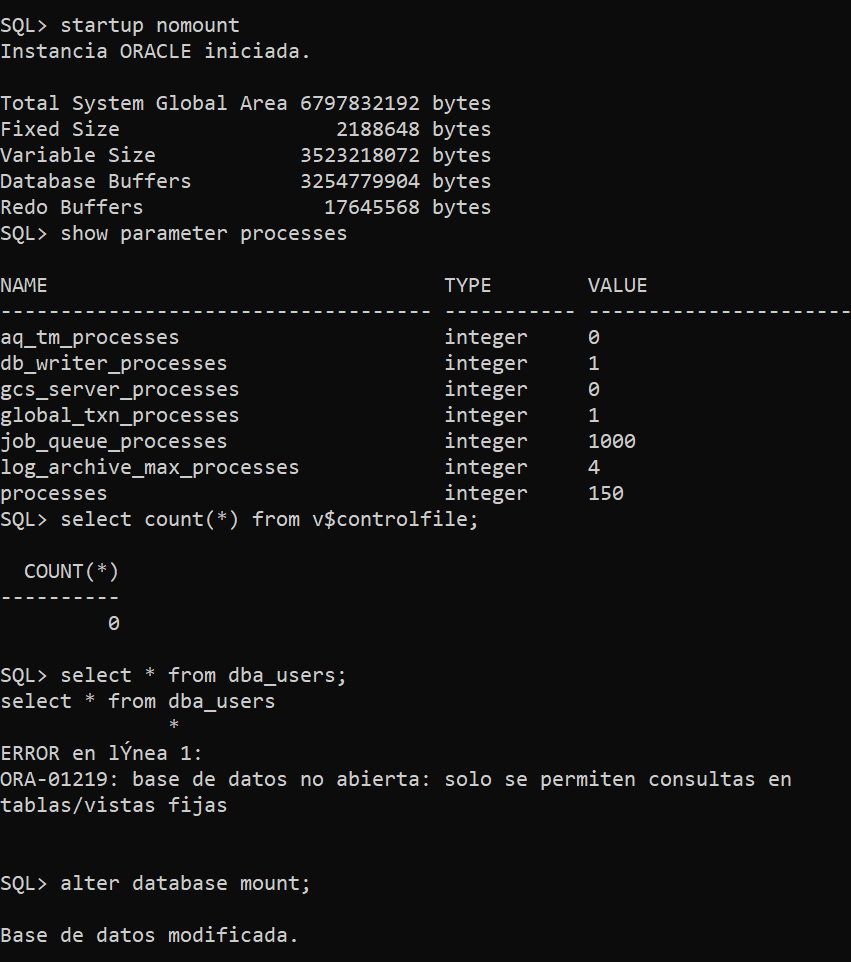 SQL> startup nomount
Instancia ORACLE iniciada.
Total System Global Area 6797832192 bytes
Fixed Size                  2188648 bytes
Variable Size            3523218072 bytes
Database Buffers         3254779904 bytes
Redo Buffers               17645568 bytes
SQL> show parameter processes
NAME                                 TYPE        VALUE
------------------------------------ ----------- ----------------------
aq_tm_processes                      integer     0
db_writer_processes                  integer     1
gcs_server_processes                 integer     0
global_txn_processes                 integer     1
job_queue_processes                  integer     1000
log_archive_max_processes            integer     4
processes                            integer     150
SQL> select count(*) from v$controlfile;
  COUNT(*)
----------
         0
SQL> select * from dba_users;
select * from dba_users
              *
ERROR en lÝnea 1:
ORA-01219: base de datos no abierta: solo se permiten consultas en
tablas/vistas fijas
SQL> alter database mount;
Base de datos modificada.